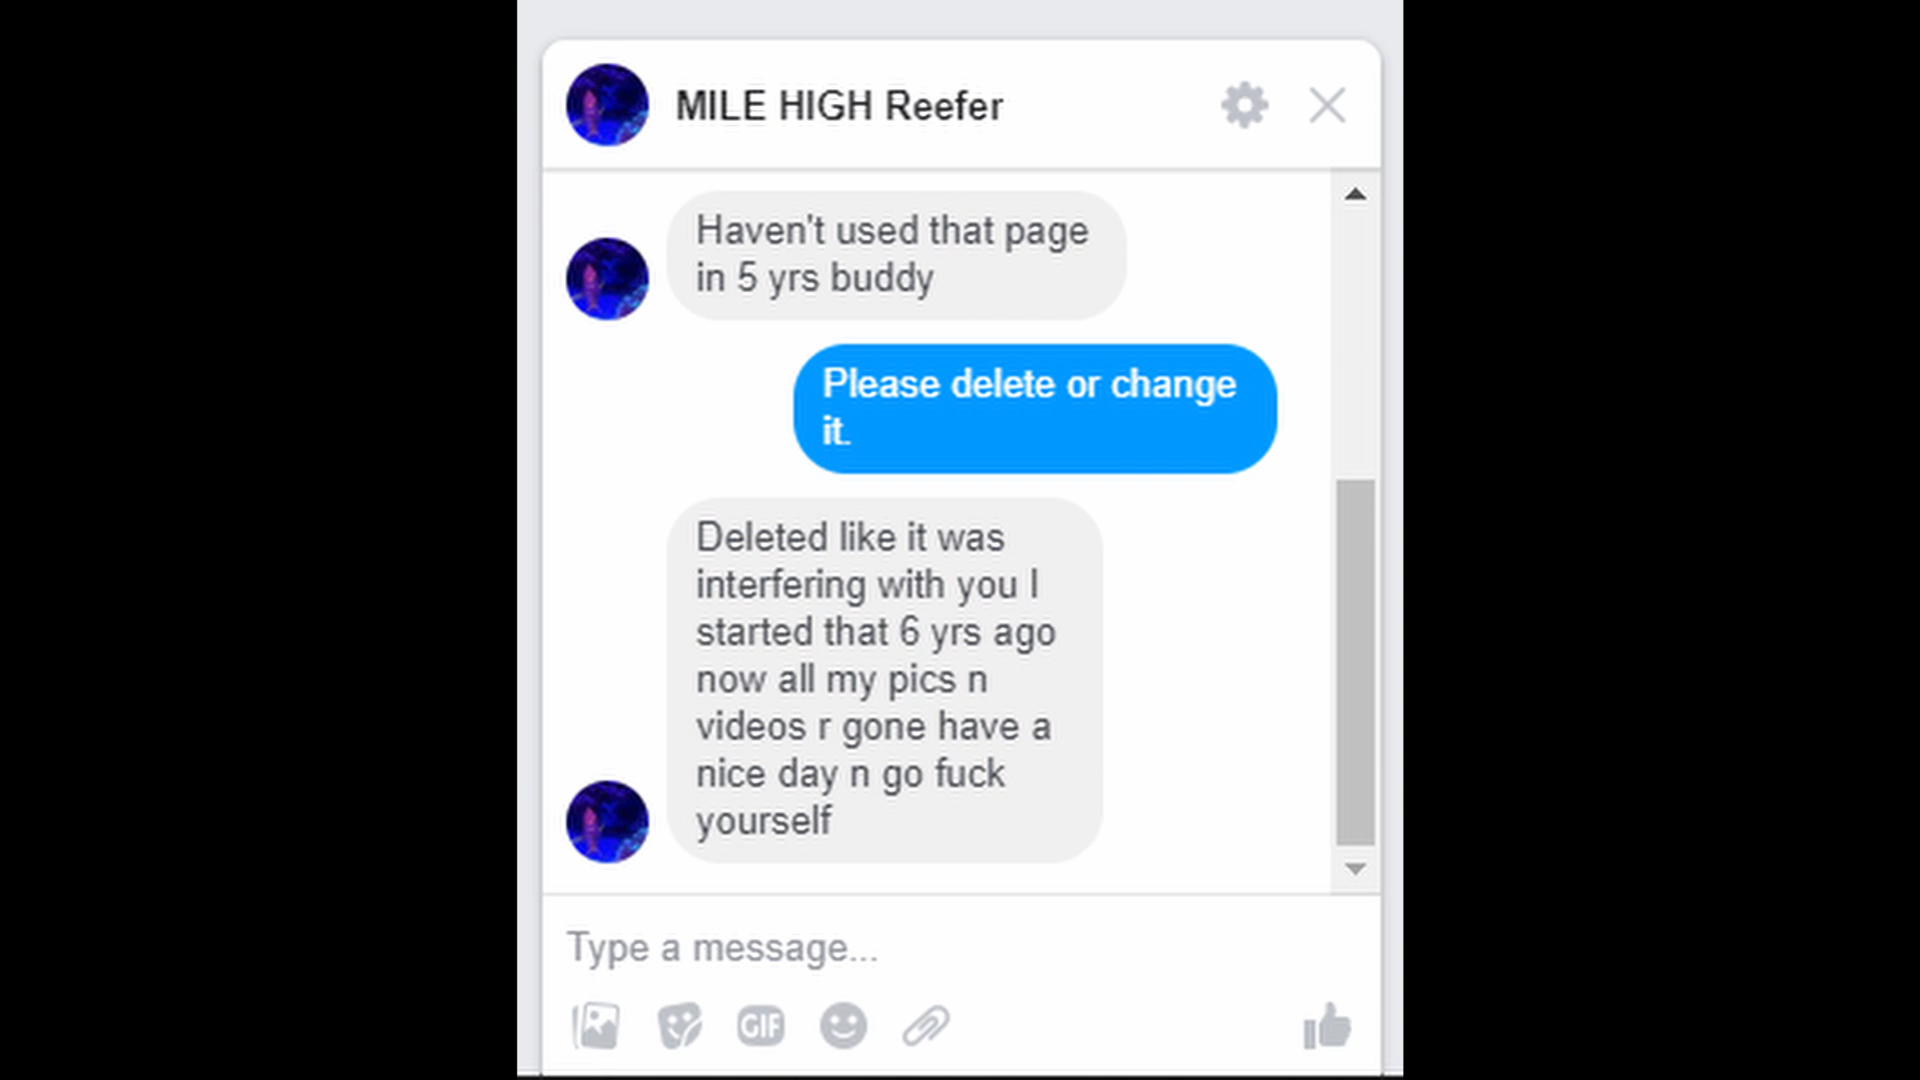 MILE HIGH Reefer
Haven't used that page
in 5 yrs buddy
Please delete or change
it.
Deleted like it was
interfering with you I
started that 6 yrs ago
now all my pics n
videos r gone have a
nice day n go fuck
yourself
Type a message...
GIF